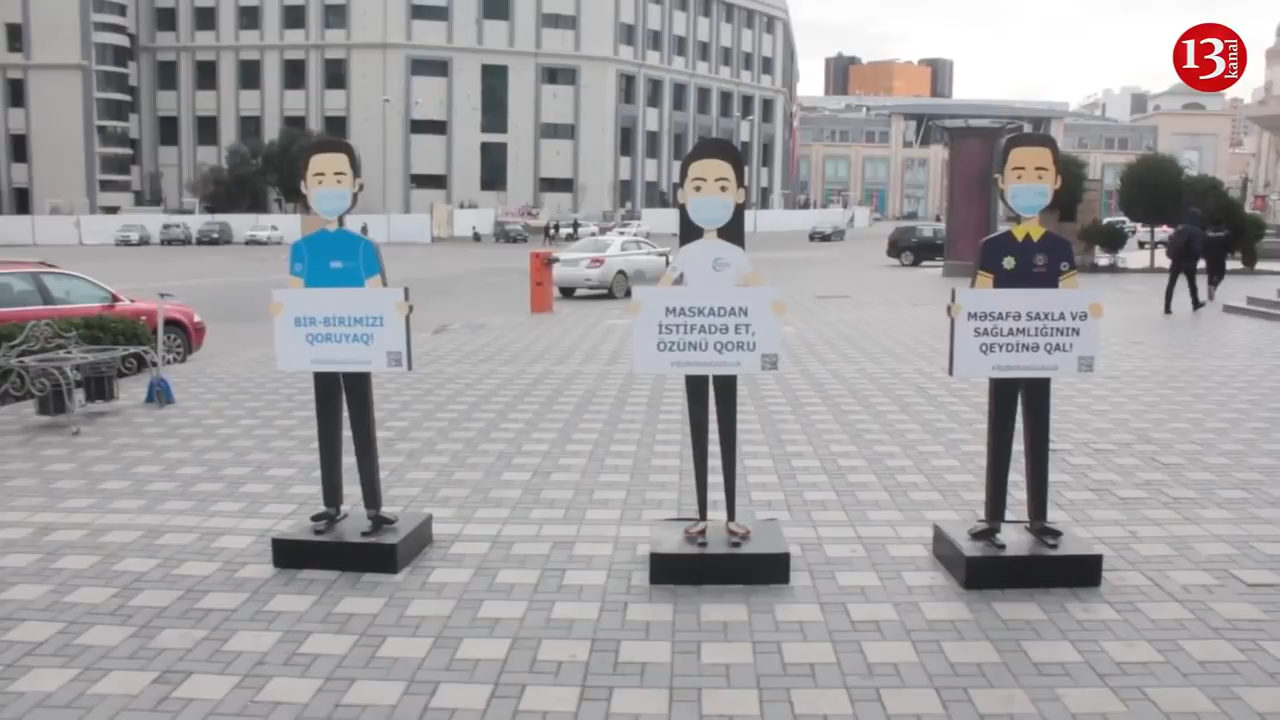 13
kanal
BİR-BİRİMİZİ
QORUYAQ!
MASKADAN
İSTİFADƏ ET,
ÖZÜNÜ QORU
MƏSAFƏ SAXLA VƏ
SAĞLAMLIĞININ
QEYDİNƏ QAL!